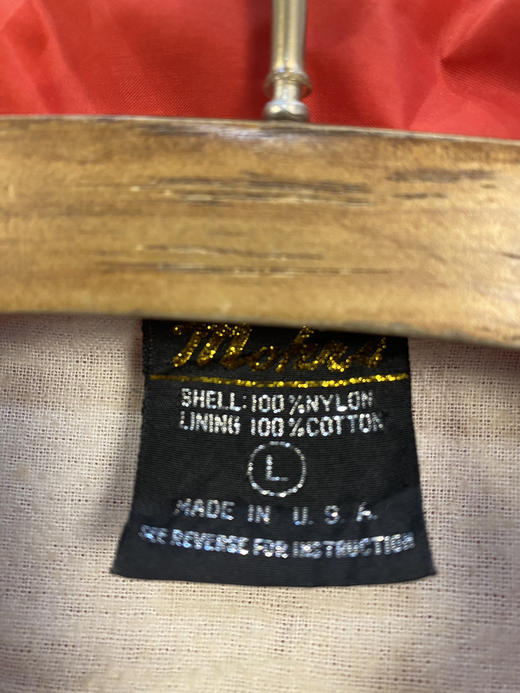 SHELL: 100%NYLON
LINING 100%COTTON
L
MADE IN U. S. A.
SEE REVERSE FOR INSTRUCTION